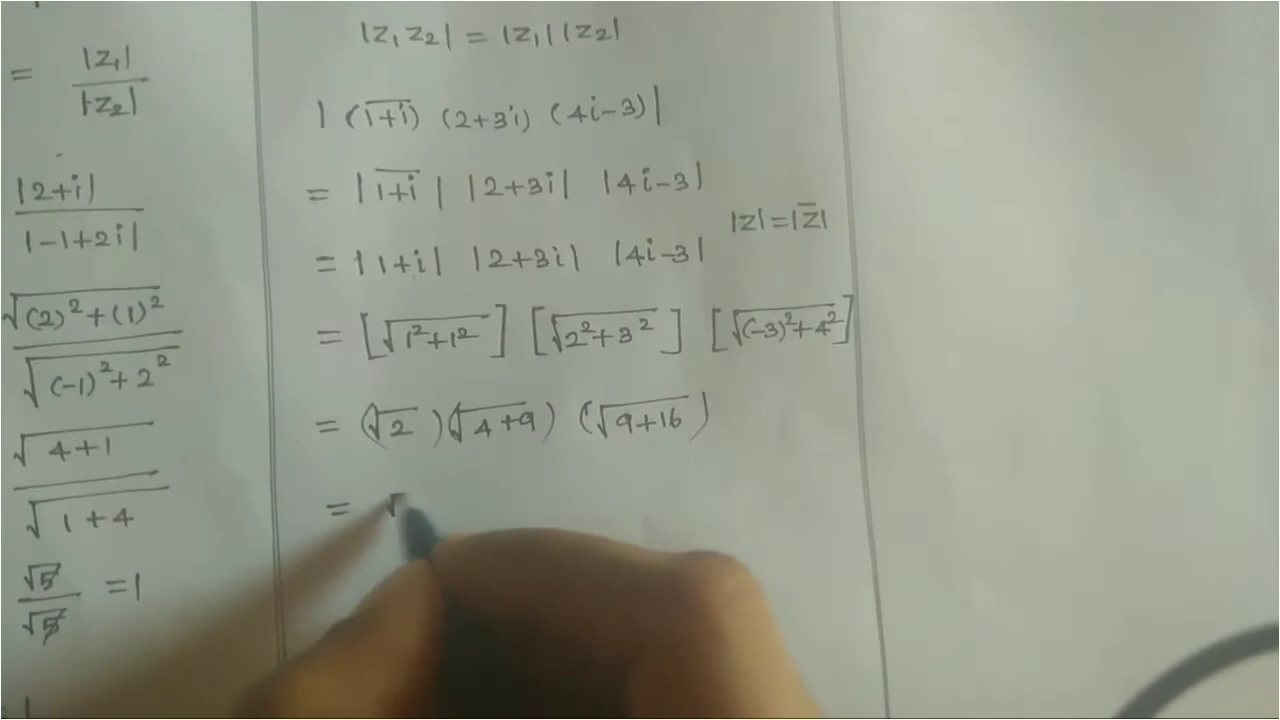 = |z₁| / |z₂|
|2+i| / |-1+2i|
√(2)²+(1)² / √(-1)²+2²
√4+1 / √1+4
√5 / √5 = 1
|z₁ z₂| = |z₁| |z₂|
| (1+i)̅ (2+3i) (4i-3) |
= | 1+i̅ | |2+3i| |4i-3|
|z| = |z̅|
= |1+i| |2+3i| |4i-3|
= [√1²+1²] [√2²+3²] [√(-3)²+4²]
= (√2) (√4+9) (√9+16)
= √